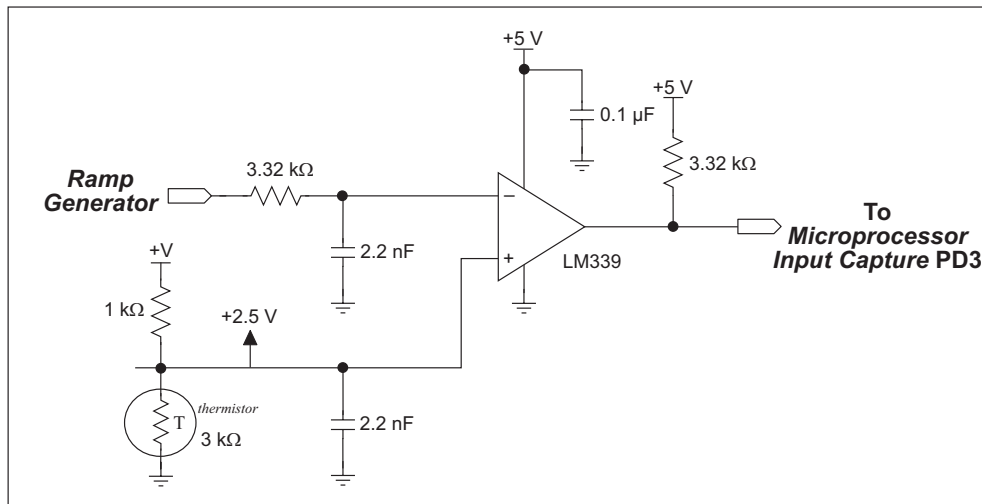 +5 V
+5 V
0.1 µF
3.32 kΩ
3.32 kΩ
Ramp
Generator
−
+
LM339
To
Microprocessor
Input Capture PD3
2.2 nF
+V
1 kΩ
+2.5 V
thermistor
T
3 kΩ
2.2 nF